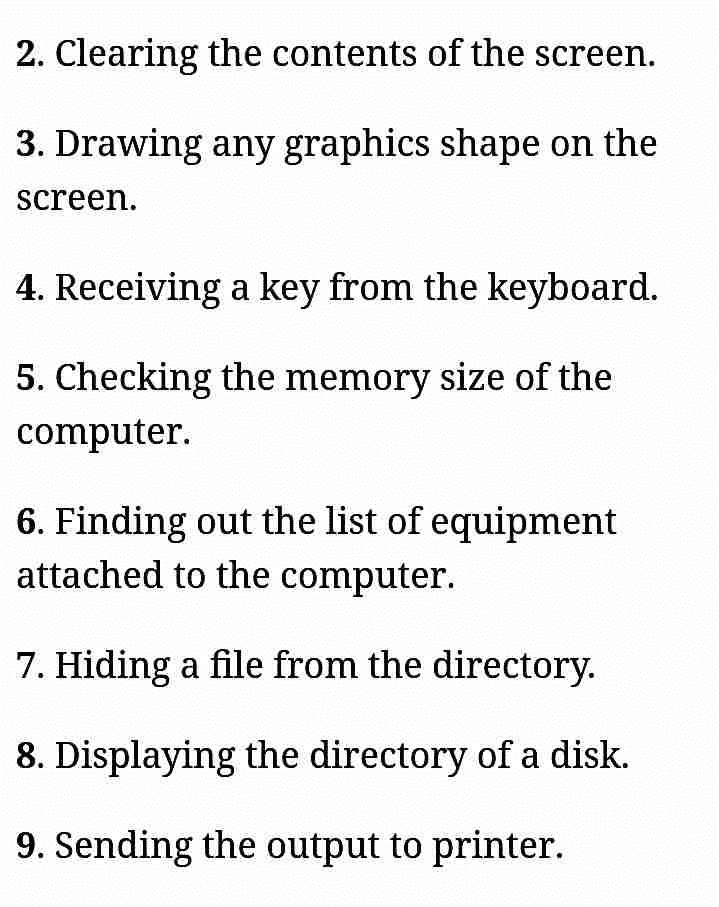 2. Clearing the contents of the screen.
3. Drawing any graphics shape on the
screen.
4. Receiving a key from the keyboard.
5. Checking the memory size of the
computer.
6. Finding out the list of equipment
attached to the computer.
7. Hiding a file from the directory.
8. Displaying the directory of a disk.
9. Sending the output to printer.